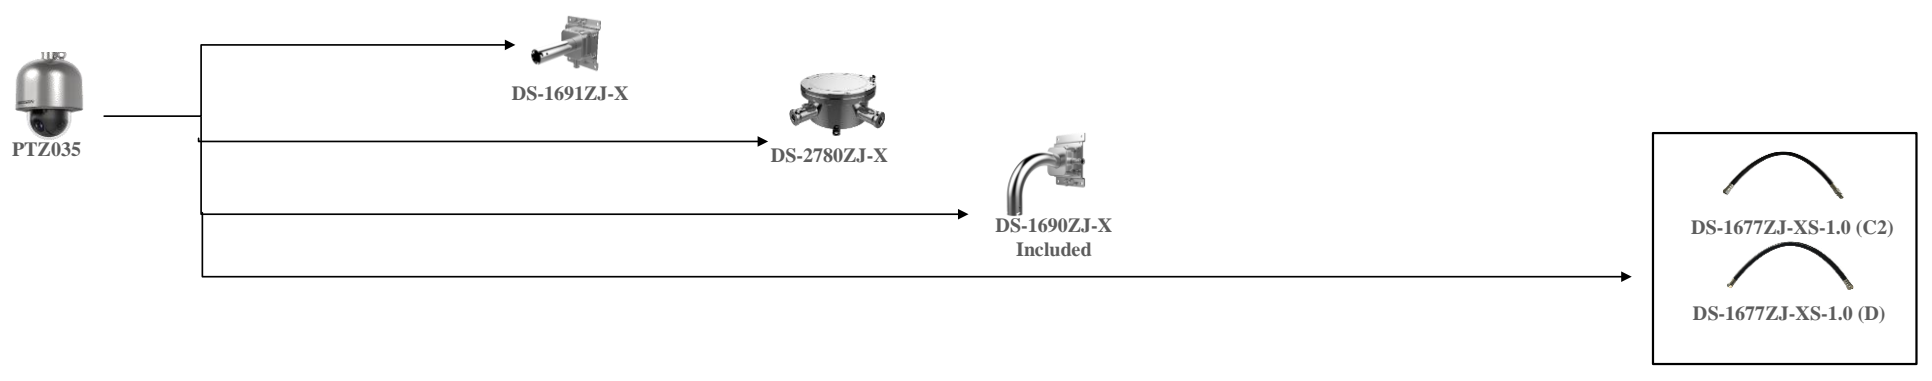 PTZ035
DS-1691ZJ-X
DS-2780ZJ-X
DS-1690ZJ-X
Included
DS-1677ZJ-XS-1.0 (C2)
DS-1677ZJ-XS-1.0 (D)